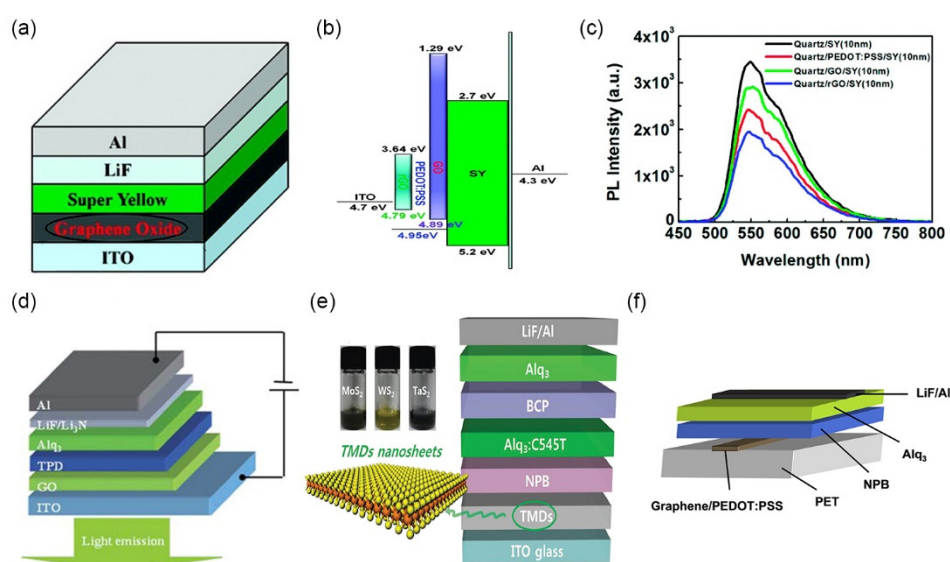 (a)
Al
LiF
Super Yellow
Graphene Oxide
ITO
(b)
1.29 eV
2.7 eV
3.64 eV
ITO
4.7 eV
rGO
PEDOT:PSS
GO
SY
Al
4.3 eV
4.79 eV
4.89 eV
4.95eV
5.2 eV
(c)
PL Intensity (a.u.)
4x10³
3x10³
2x10³
1x10³
0
Quartz/SY(10nm)
Quartz/PEDOT:PSS/SY(10nm)
Quartz/GO/SY(10nm)
Quartz/rGO/SY(10nm)
450 500 550 600 650 700 750 800
Wavelength (nm)
(d)
Al
LiF/Li₃N
Alq₃
TPD
GO
ITO
Light emission
(e)
MoS₂ WS₂ TaS₂
TMDs nanosheets
LiF/Al
Alq₃
BCP
Alq₃:C545T
NPB
TMDs
ITO glass
(f)
LiF/Al
Alq₃
NPB
PET
Graphene/PEDOT:PSS